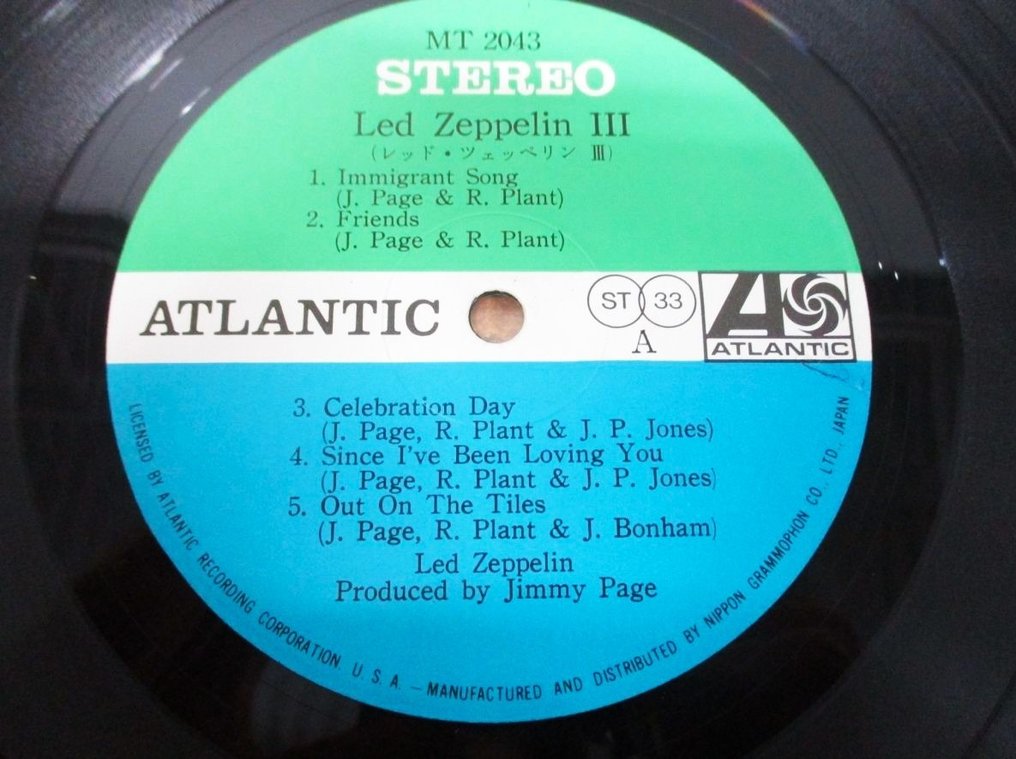 MT 2043
STEREO
Led Zeppelin III
(レッド・ツェッペリン Ⅲ)
1. Immigrant Song
(J. Page & R. Plant)
2. Friends
(J. Page & R. Plant)
ATLANTIC
ST 33
A
ATLANTIC
3. Celebration Day
(J. Page, R. Plant & J. P. Jones)
4. Since I've Been Loving You
(J. Page, R. Plant & J. P. Jones)
5. Out On The Tiles
(J. Page, R. Plant & J. Bonham)
Led Zeppelin
Produced by Jimmy Page
LICENSED BY ATLANTIC RECORDING CORPORATION. U. S. A. — MANUFACTURED AND DISTRIBUTED BY NIPPON GRAMMOPHON CO., LTD., JAPAN